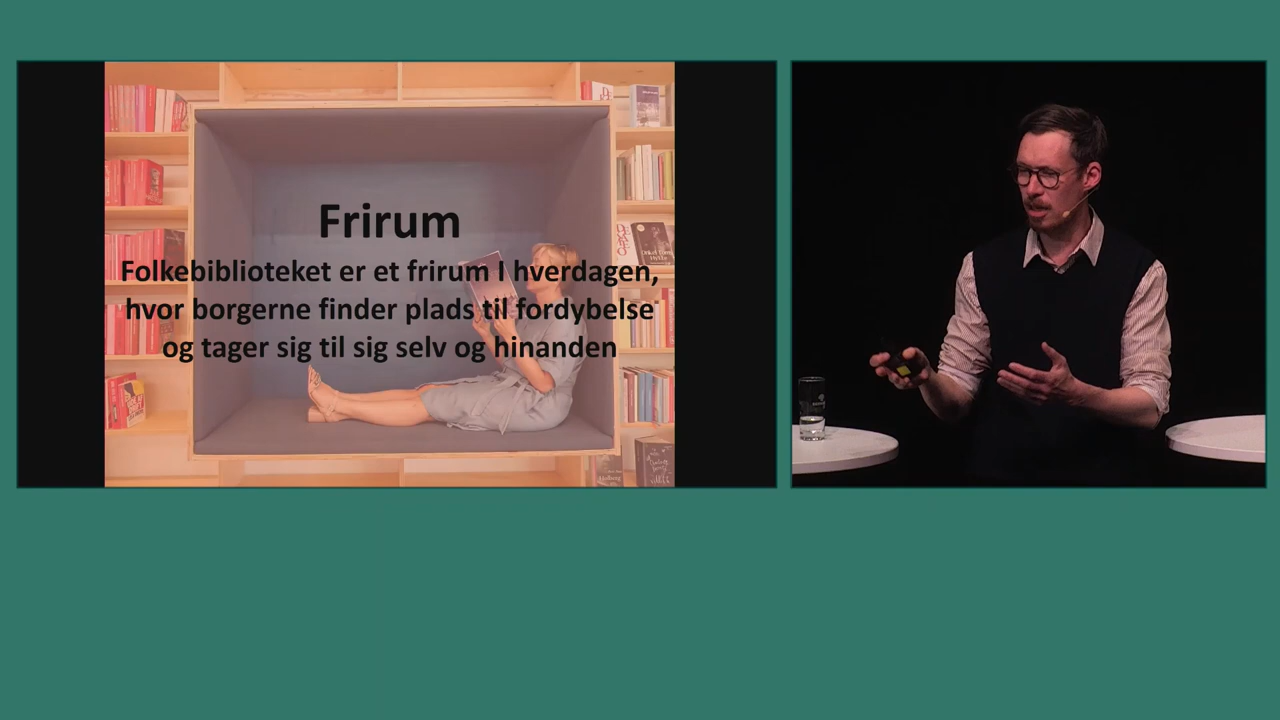 Frirum
Folkebiblioteket er et frirum I hverdagen,
hvor borgerne finder plads til fordybelse
og tager sig til sig selv og hinanden